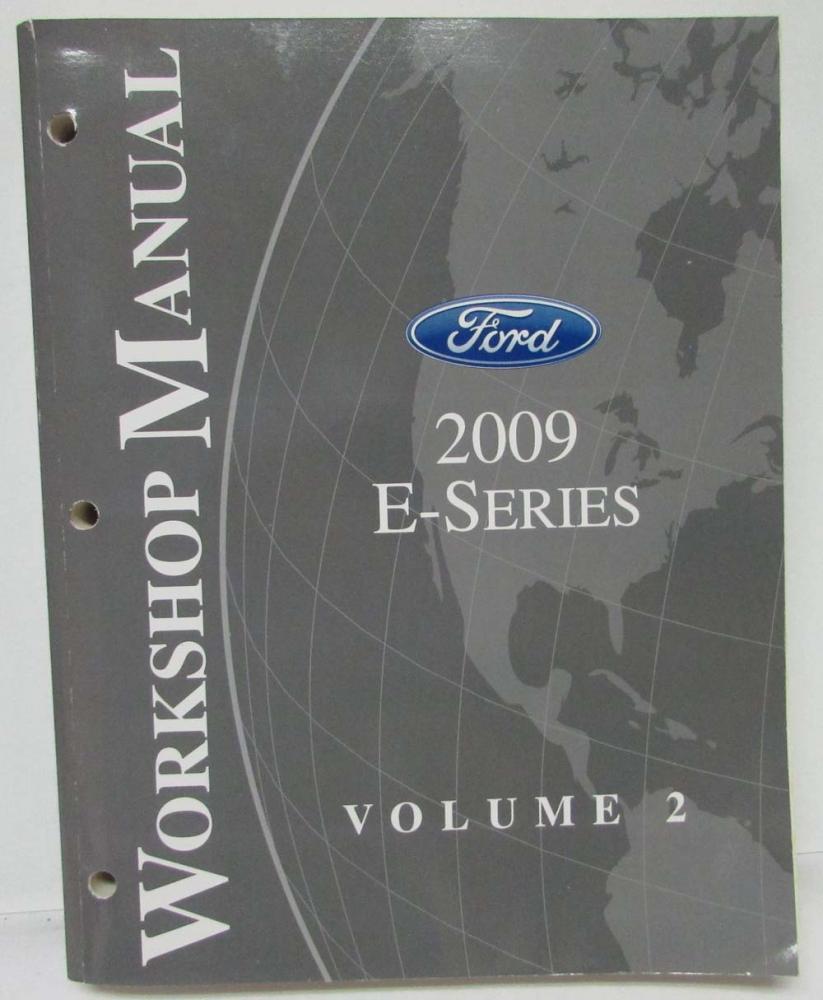 WORKSHOP MANUAL
Ford
2009
E-SERIES
VOLUME 2